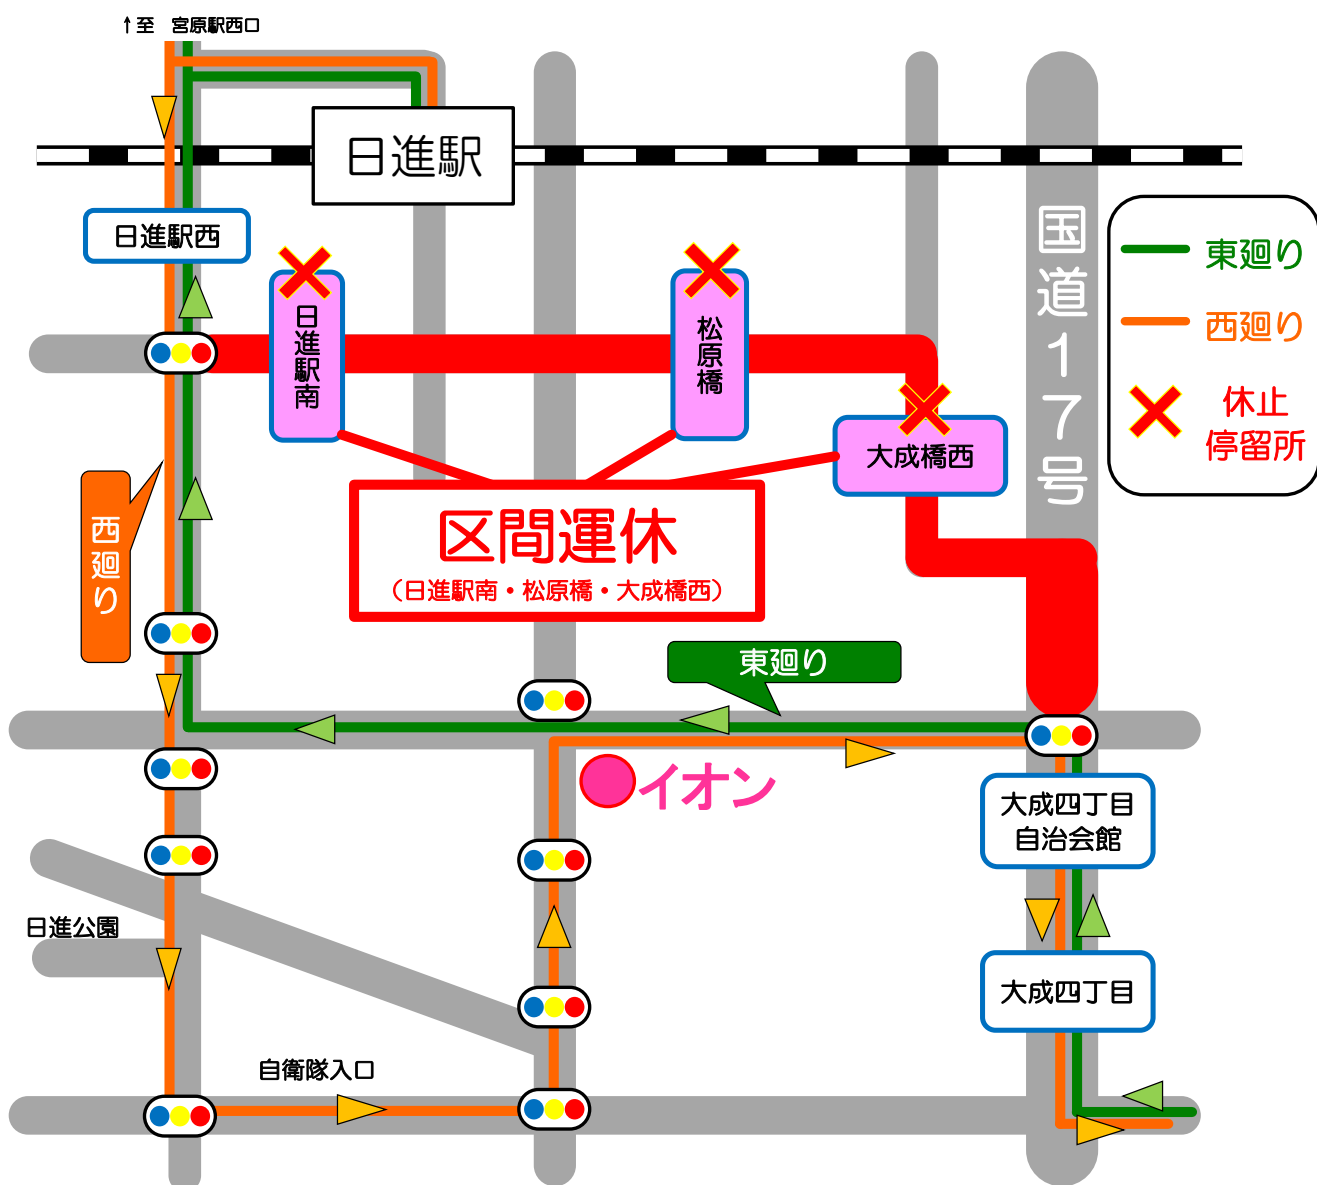 ↑至　宮原駅西口
日進駅
日進駅西
日進駅南
松原橋
大成橋西
国道17号
東廻り
西廻り
休止
停留所
区間運休
（日進駅南・松原橋・大成橋西）
西廻り
東廻り
イオン
大成四丁目
自治会館
日進公園
大成四丁目
自衛隊入口